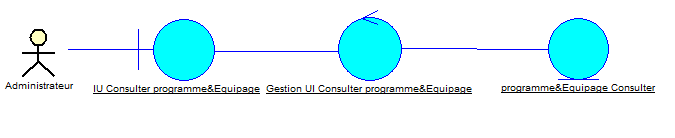 Administrateur
IU Consulter programme&Equipage
Gestion UI Consulter programme&Equipage
programme&Equipage Consulter